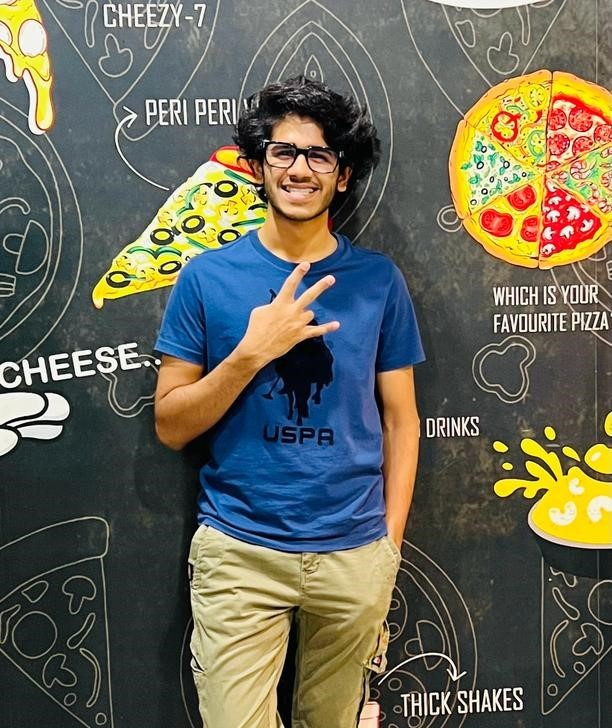 CHEEZY-7
PERI PERI
WHICH IS YOUR
FAVOURITE PIZZA?
CHEESE..
DRINKS
USPA
THICK SHAKES